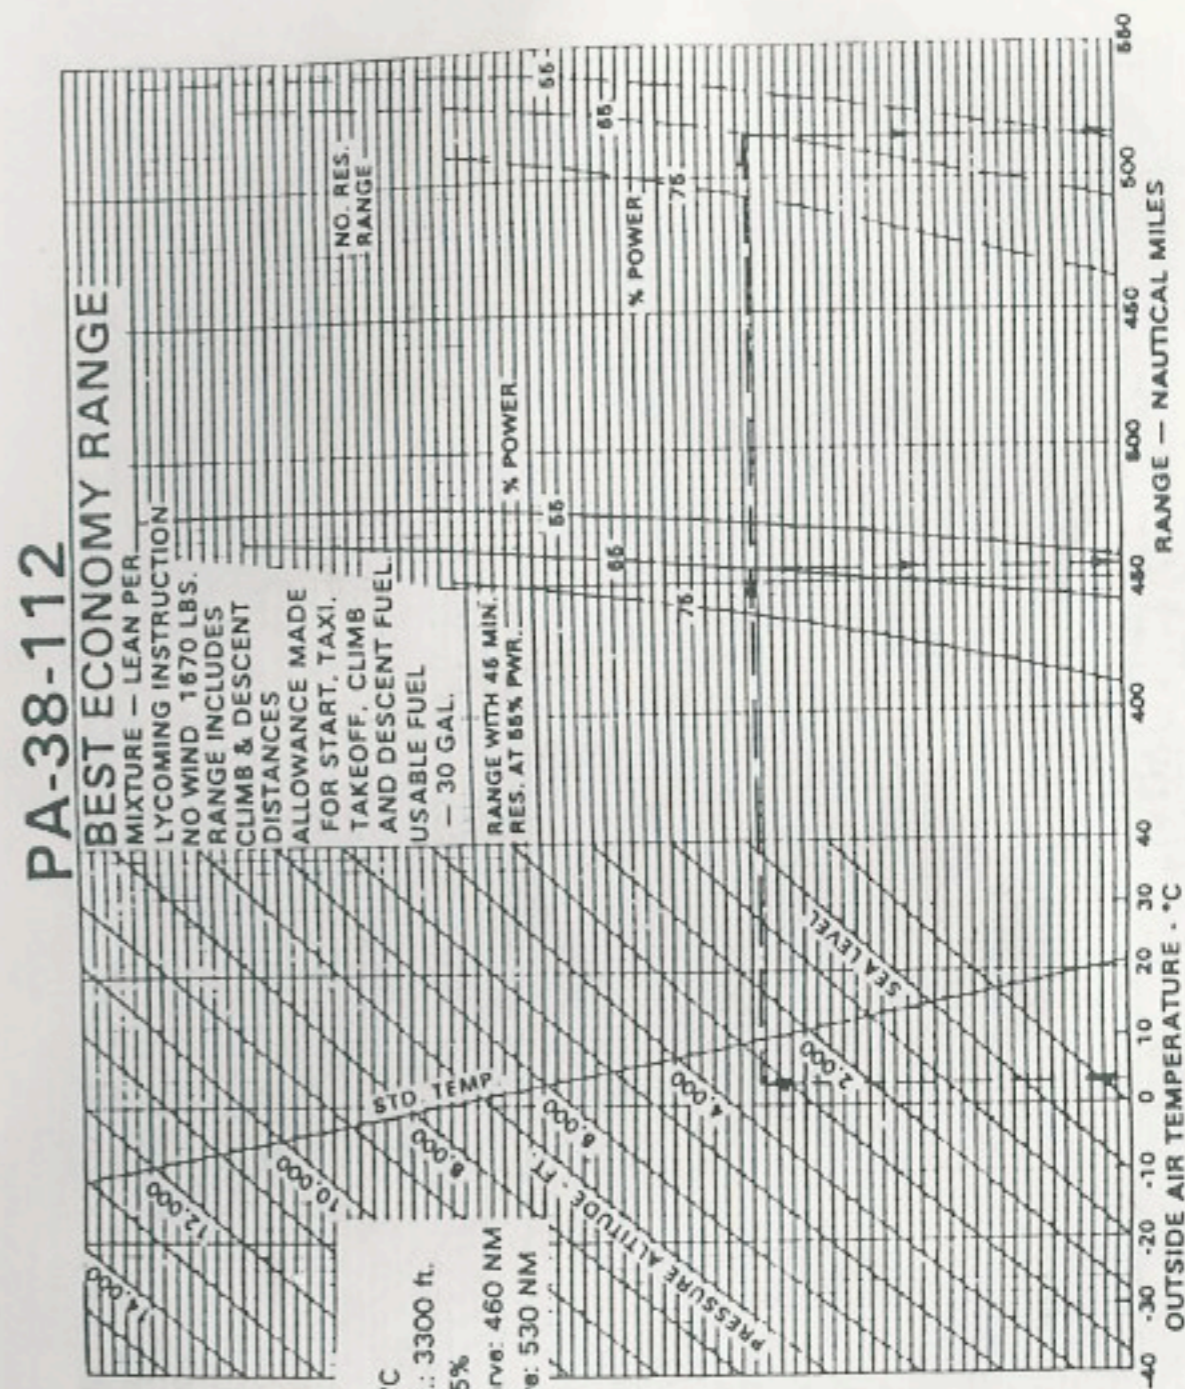 PA-38-112
BEST ECONOMY RANGE
MIXTURE — LEAN PER
LYCOMING INSTRUCTION
NO WIND 1670 LBS.
RANGE INCLUDES
CLIMB & DESCENT
DISTANCES
ALLOWANCE MADE
FOR START, TAXI,
TAKEOFF, CLIMB
AND DESCENT FUEL.
USABLE FUEL
— 30 GAL.
RANGE WITH 45 MIN.
RES. AT 55% PWR.
NO. RES.
RANGE
% POWER
55
65
75
% POWER
55
65
75
STD. TEMP.
SEA LEVEL
2,000
4,000
6,000
8,000
10,000
12,000
14,000
PRESSURE ALTITUDE - FT.
°C
.: 3300 ft.
5%
rve: 460 NM
ve: 530 NM
-40 -30 -20 -10 0 10 20 30 40
OUTSIDE AIR TEMPERATURE - °C
400 450 500 450 500 550
RANGE — NAUTICAL MILES